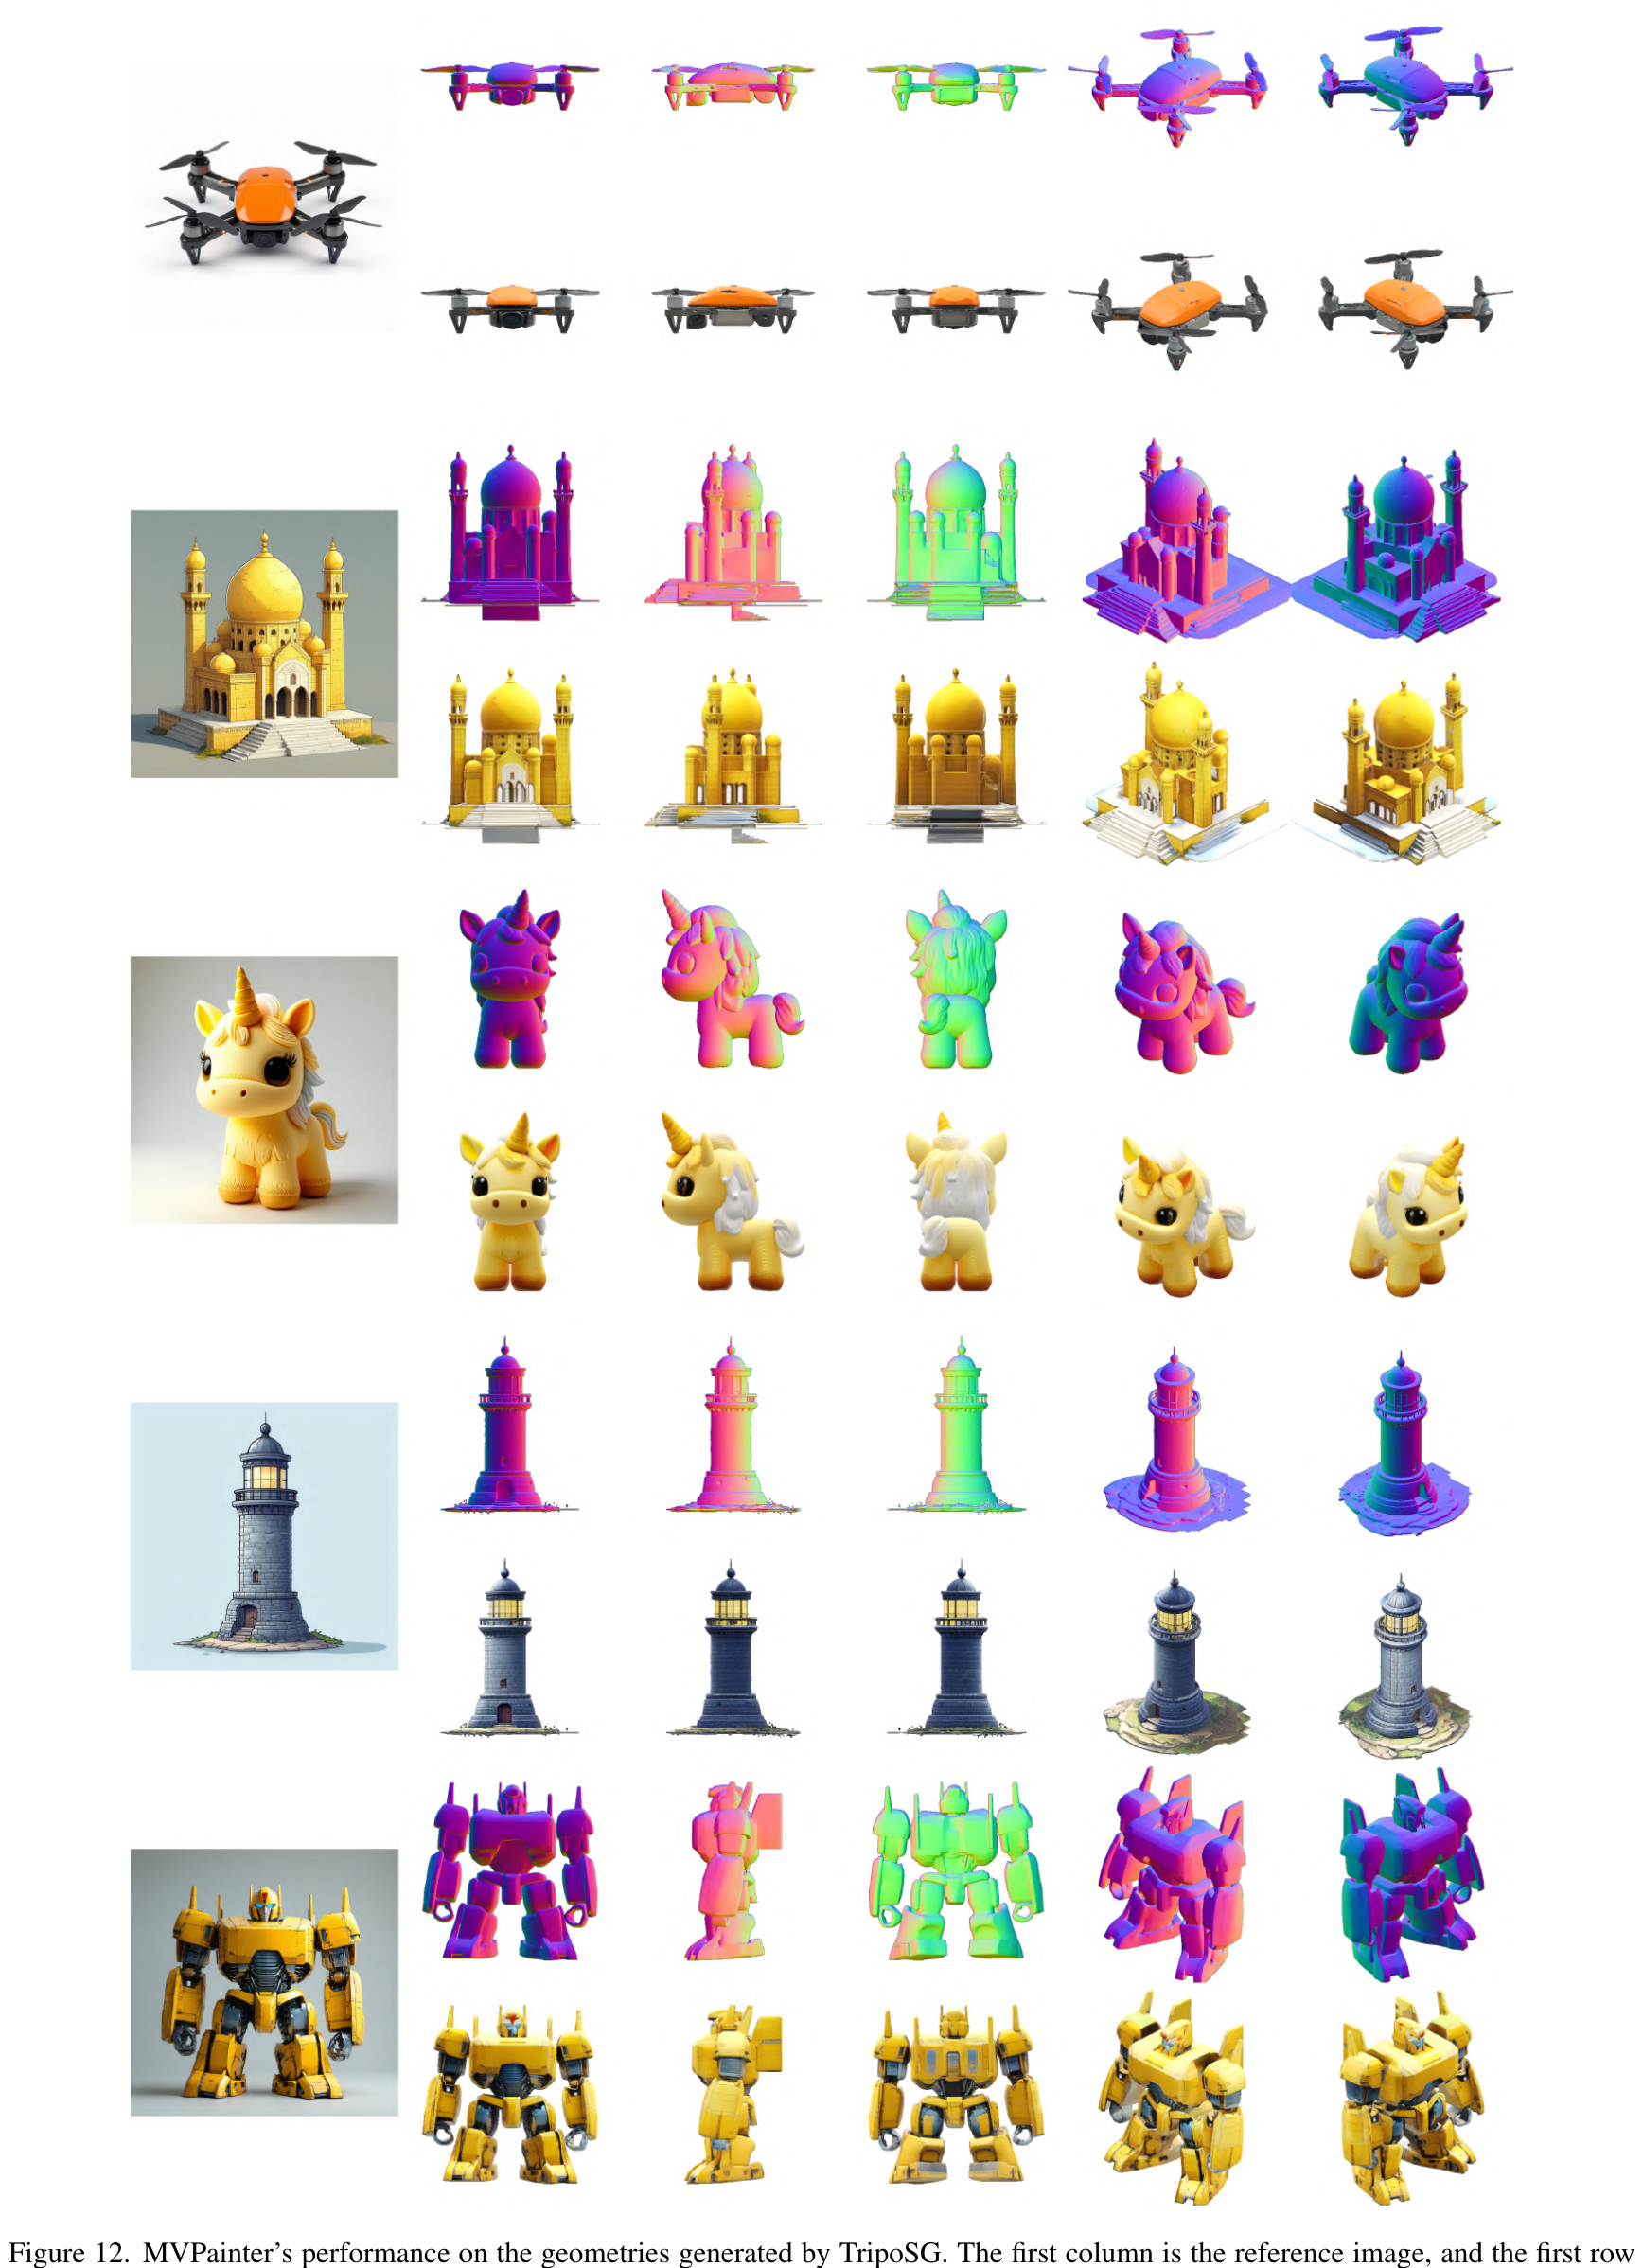 Figure 12. MVPainter's performance on the geometries generated by TripoSG. The first column is the reference image, and the first row